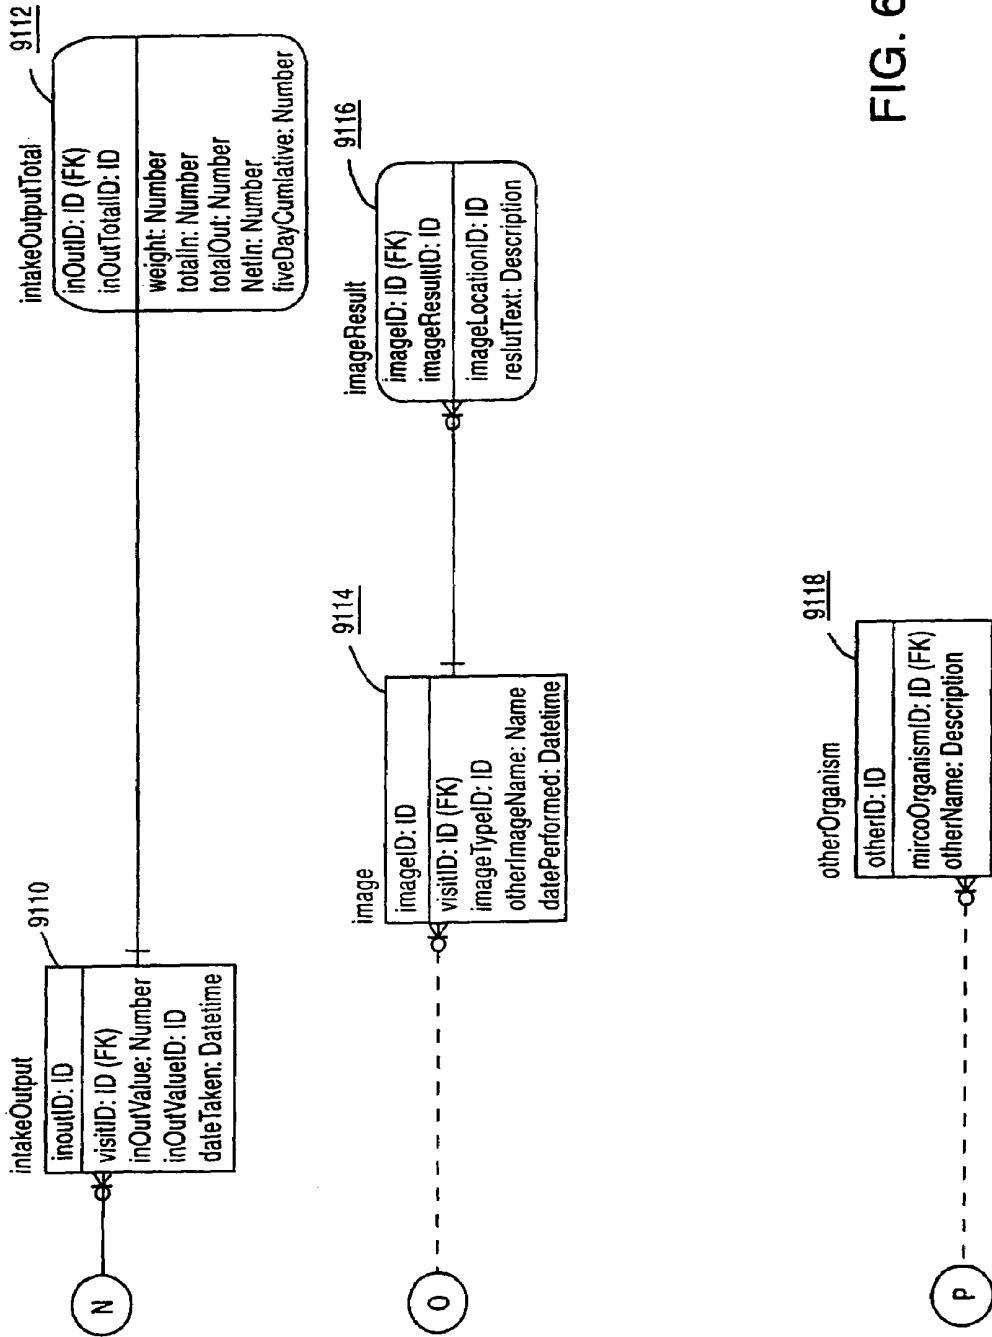 intakeOutputTotal
9112
inOutID: ID (FK)
inOutTotalID: ID
weight: Number
totalIn: Number
totalOut: Number
NetIn: Number
fiveDayCumlative: Number
intakeOutput
9110
inoutID: ID
visitID: ID (FK)
inOutValue: Number
inOutValueID: ID
dateTaken: Datetime
N
imageResult
9116
imageID: ID (FK)
imageResultID: ID
imageLocationID: ID
reslutText: Description
image
9114
imageID: ID
visitID: ID (FK)
imageTypeID: ID
otherImageName: Name
datePerformed: Datetime
O
otherOrganism
9118
otherID: ID
mircoOrganismID: ID (FK)
otherName: Description
P
FIG. 6